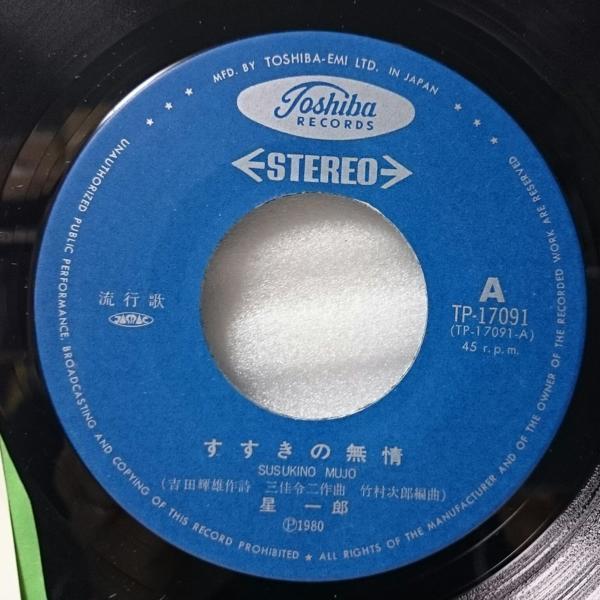 MFD. BY TOSHIBA-EMI LTD. IN JAPAN
Toshiba
RECORDS
STEREO
流行歌
JASRAC
A
TP-17091
(TP-17091-A)
45 r.p.m.
すすきの無情
SUSUKINO MUJO
(吉田輝雄作詩 三佳令二作曲 竹村次郎編曲)
星 一郎
Ⓟ1980
UNAUTHORIZED PUBLIC PERFORMANCE, BROADCASTING AND COPYING OF THIS RECORD PROHIBITED ★ ALL RIGHTS OF THE MANUFACTURER AND OF THE OWNER OF THE RECORDED WORK ARE RESERVED